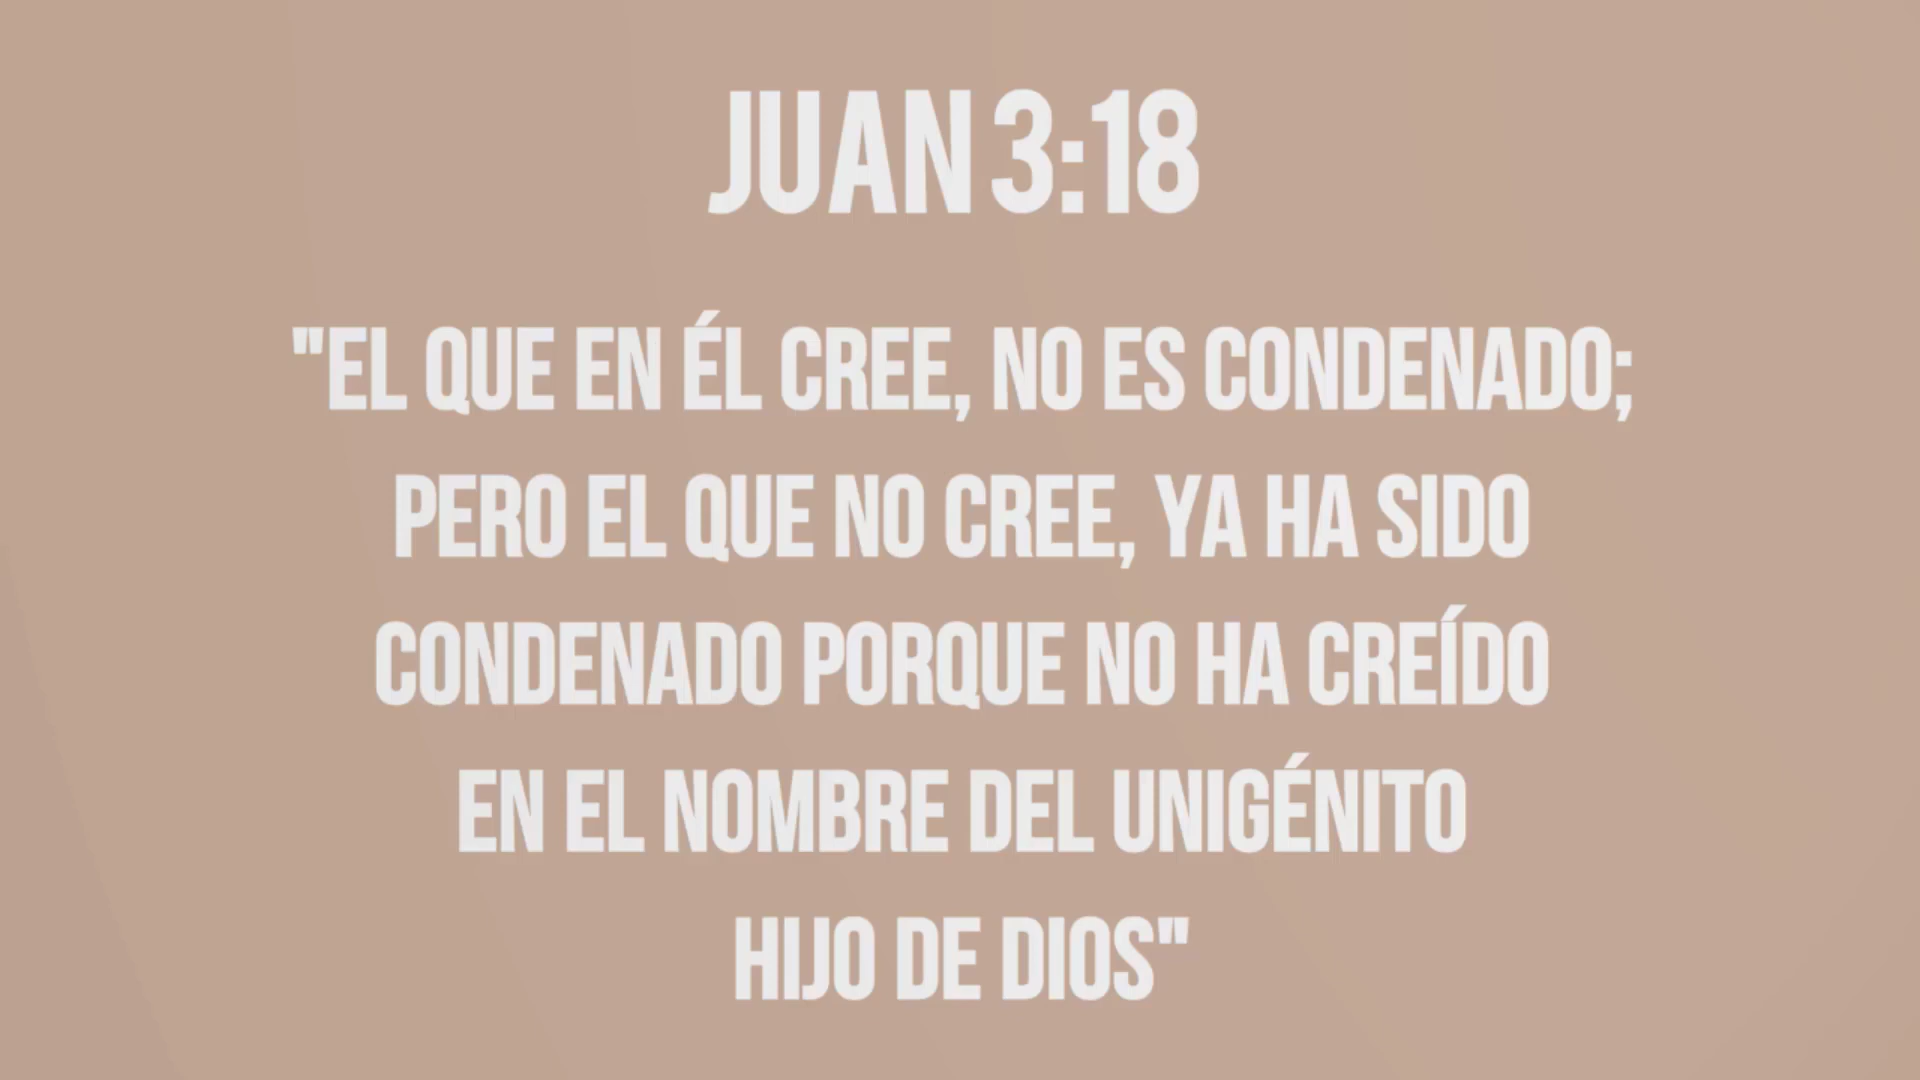 JUAN 3:18
"EL QUE EN ÉL CREE, NO ES CONDENADO;
PERO EL QUE NO CREE, YA HA SIDO
CONDENADO PORQUE NO HA CREÍDO
EN EL NOMBRE DEL UNIGÉNITO
HIJO DE DIOS"